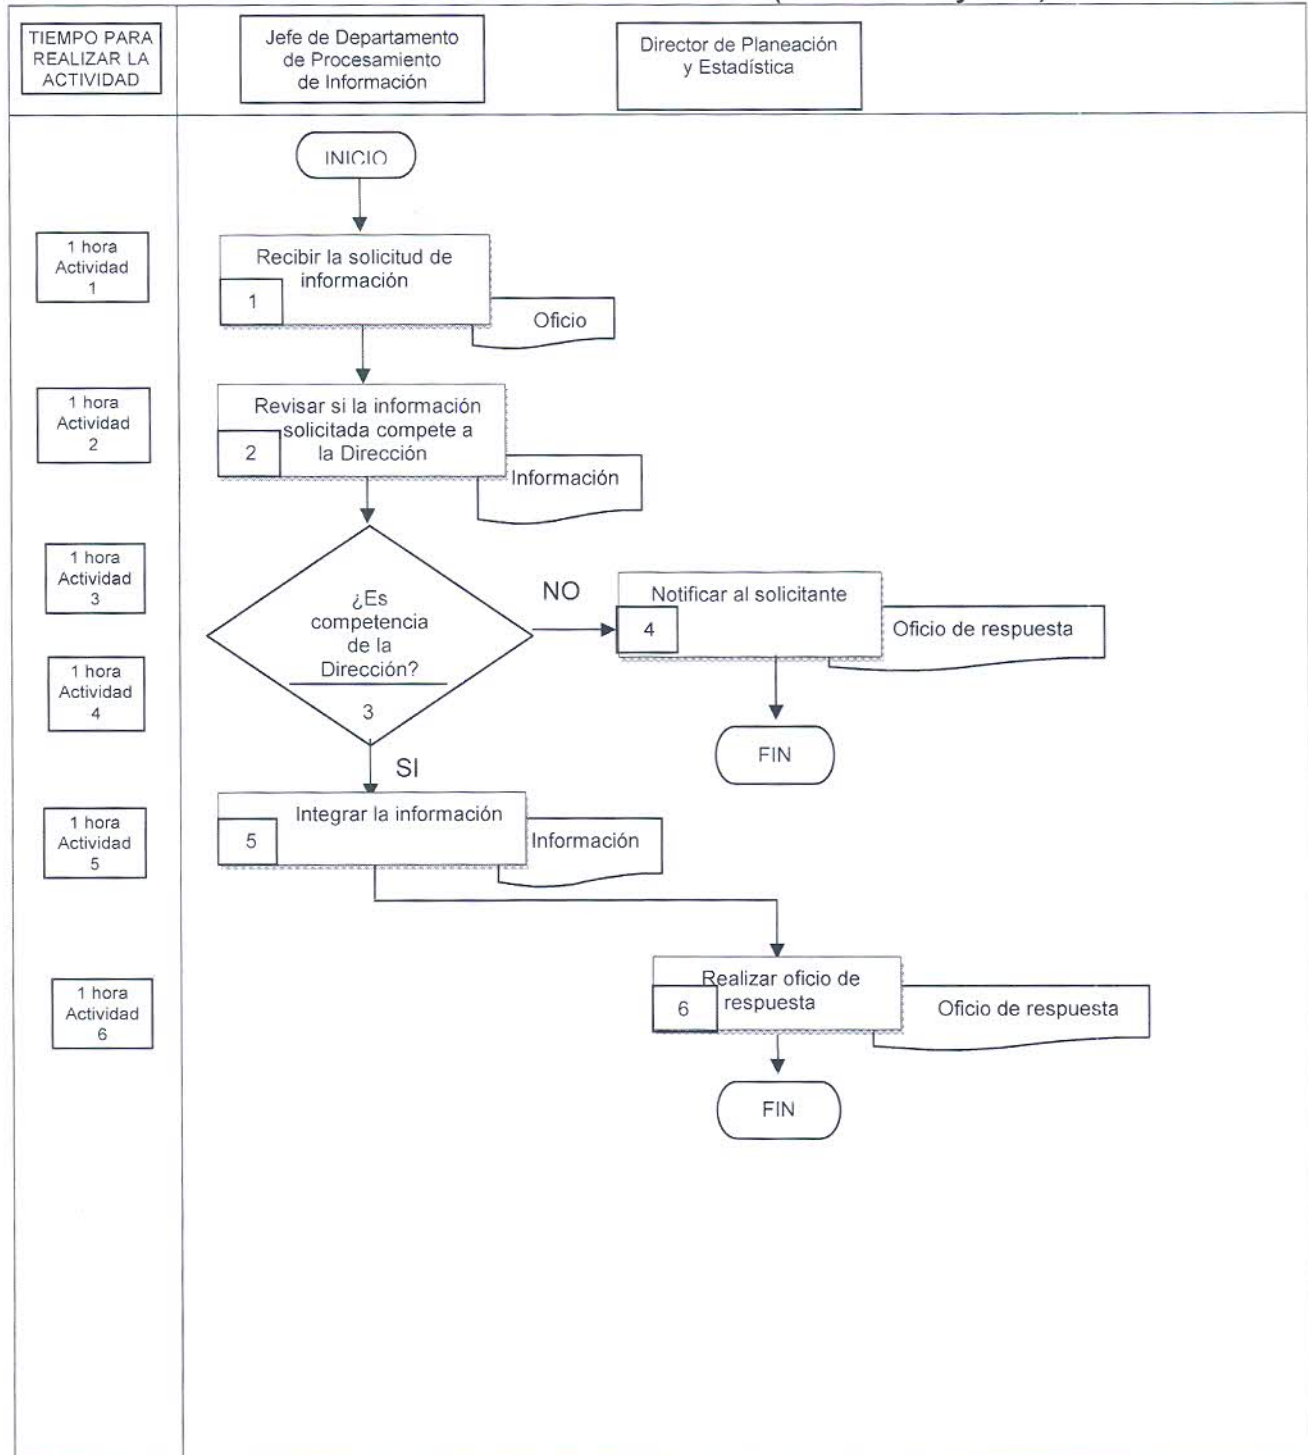 TIEMPO PARA
REALIZAR LA
ACTIVIDAD
Jefe de Departamento
de Procesamiento
de Información
Director de Planeación
y Estadística
INICIO
1 hora
Actividad
1
Recibir la solicitud de
información
1
Oficio
1 hora
Actividad
2
Revisar si la información
solicitada compete a
la Dirección
2
Información
1 hora
Actividad
3
¿Es
competencia
de la
Dirección?
3
NO
Notificar al solicitante
4
Oficio de respuesta
1 hora
Actividad
4
FIN
SI
1 hora
Actividad
5
Integrar la información
5
Información
1 hora
Actividad
6
Realizar oficio de
respuesta
6
Oficio de respuesta
FIN